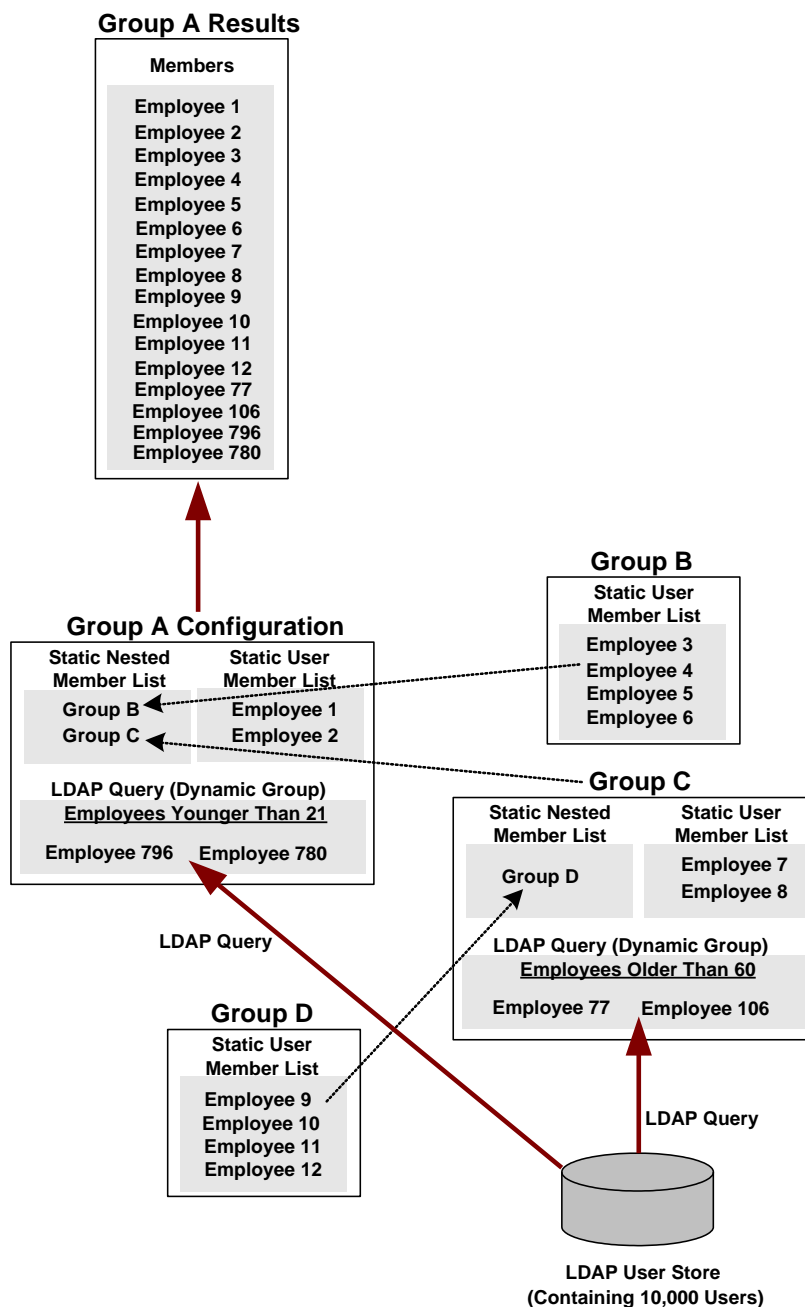 Group A Results
Members
Employee 1
Employee 2
Employee 3
Employee 4
Employee 5
Employee 6
Employee 7
Employee 8
Employee 9
Employee 10
Employee 11
Employee 12
Employee 77
Employee 106
Employee 796
Employee 780
Group B
Static User
Member List
Employee 3
Employee 4
Employee 5
Employee 6
Group A Configuration
Static Nested
Member List
Group B
Group C
Static User
Member List
Employee 1
Employee 2
LDAP Query (Dynamic Group)
Employees Younger Than 21
Employee 796
Employee 780
Group C
Static Nested
Member List
Group D
Static User
Member List
Employee 7
Employee 8
LDAP Query (Dynamic Group)
Employees Older Than 60
Employee 77
Employee 106
LDAP Query
Group D
Static User
Member List
Employee 9
Employee 10
Employee 11
Employee 12
LDAP Query
LDAP User Store
(Containing 10,000 Users)